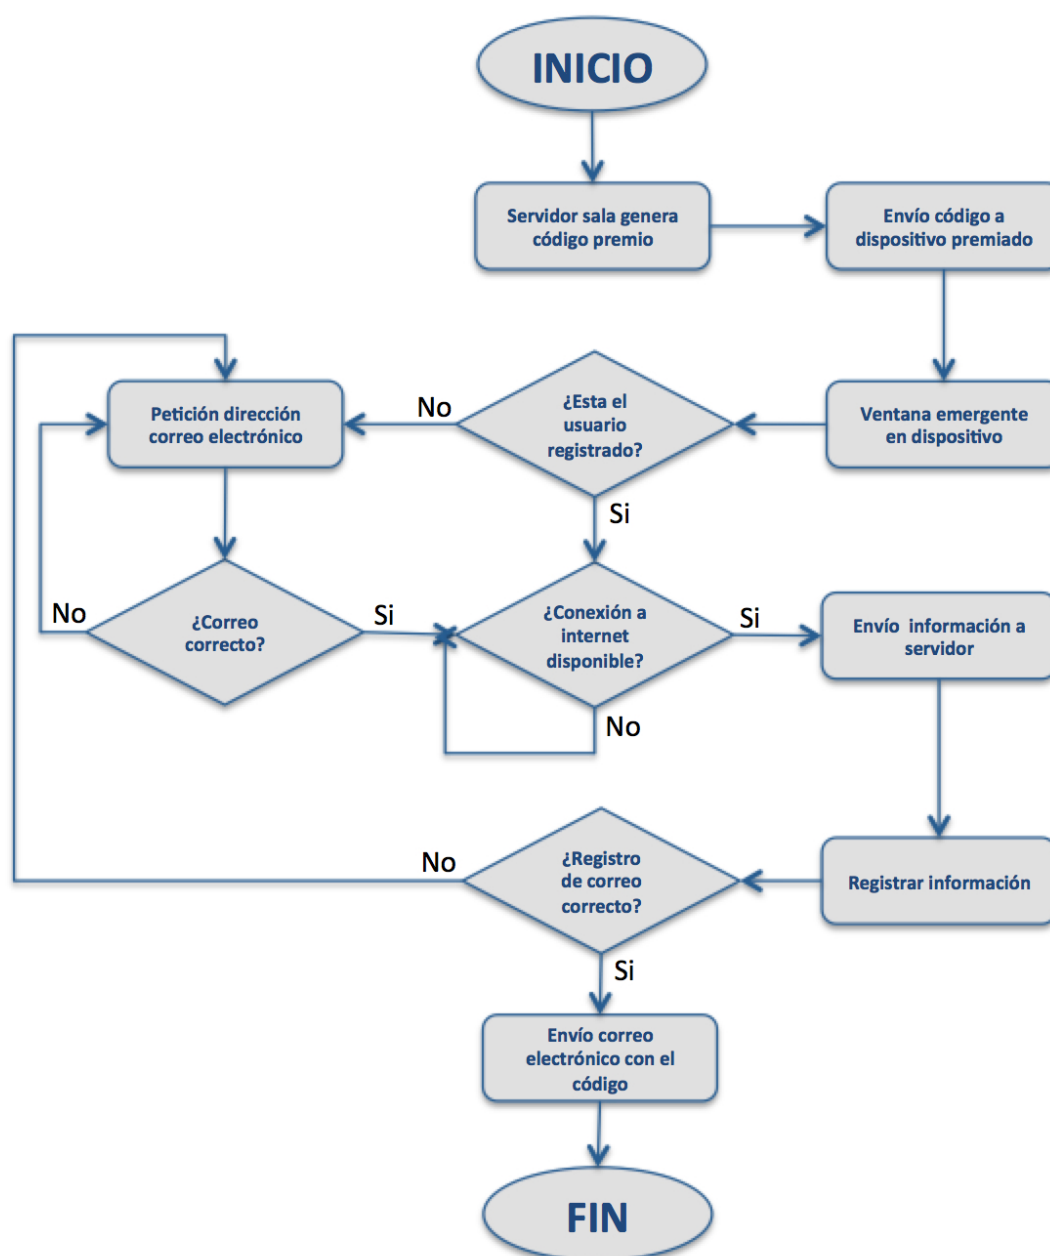 INICIO
Servidor sala genera
código premio
Envío código a
dispositivo premiado
Petición dirección
correo electrónico
No
¿Esta el
usuario
registrado?
Ventana emergente
en dispositivo
Si
No
¿Correo
correcto?
Si
¿Conexión a
internet
disponible?
Si
Envío información a
servidor
No
No
¿Registro
de correo
correcto?
Registrar información
Si
Envío correo
electrónico con el
código
FIN